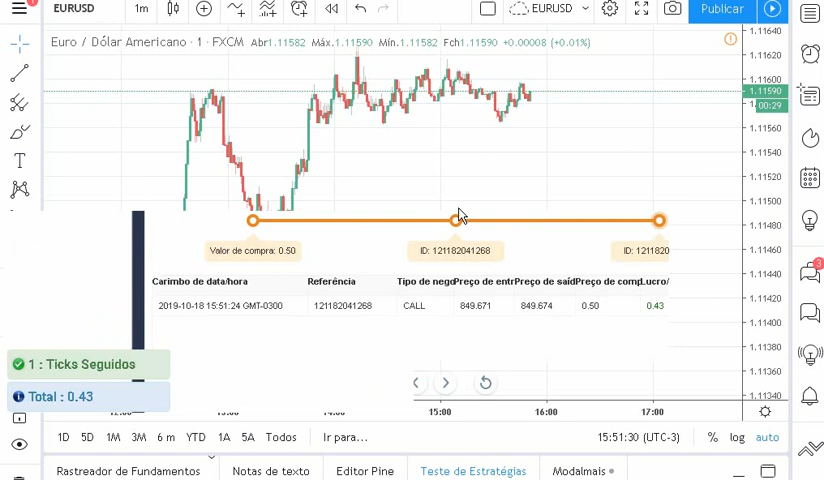 EURUSD 1m EURUSD Publicar
Euro / Dólar Americano · 1 · FXCM Abr1.11582 Máx.1.11590 Mín.1.11582 Fch1.11590 +0.00008 (+0.01%)
1.11640
1.11620
1.11600
1.11590
00:29
1.11560
1.11540
1.11520
1.11500
1.11480
1.11460
1.11440
1.11420
1.11400
1.11380
1.11360
1.11340
Valor de compra: 0.50 ID: 121182041268 ID: 1211820
Carimbo de data/hora Referência Tipo de negó Preço de entr Preço de saíd Preço de comp Lucro/
2019-10-18 15:51:24 GMT-0300 121182041268 CALL 849.671 849.674 0.50 0.43
1 : Ticks Seguidos
Total : 0.43
15:00 16:00 17:00
1D 5D 1M 3M 6 m YTD 1A 5A Todos Ir para... 15:51:30 (UTC-3) % log auto
Rastreador de Fundamentos Notas de texto Editor Pine Teste de Estratégias Modalmais
3